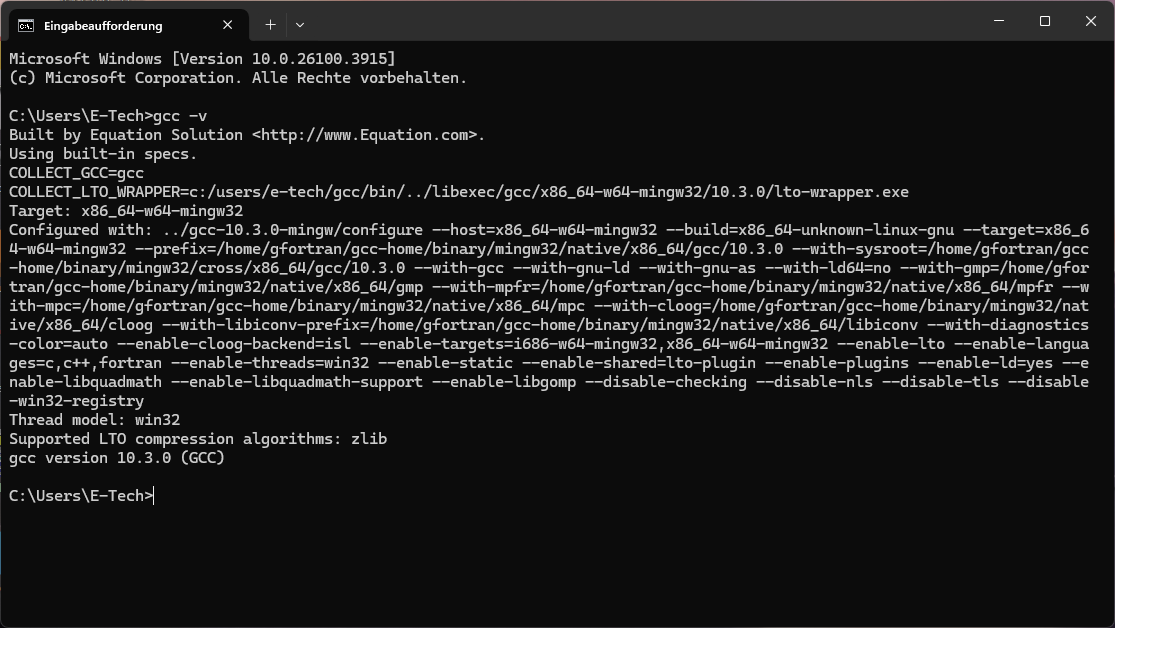 Eingabeaufforderung
Microsoft Windows [Version 10.0.26100.3915]
(c) Microsoft Corporation. Alle Rechte vorbehalten.
C:\Users\E-Tech>gcc -v
Built by Equation Solution <http://www.Equation.com>.
Using built-in specs.
COLLECT_GCC=gcc
COLLECT_LTO_WRAPPER=c:/users/e-tech/gcc/bin/../libexec/gcc/x86_64-w64-mingw32/10.3.0/lto-wrapper.exe
Target: x86_64-w64-mingw32
Configured with: ../gcc-10.3.0-mingw/configure --host=x86_64-w64-mingw32 --build=x86_64-unknown-linux-gnu --target=x86_6
4-w64-mingw32 --prefix=/home/gfortran/gcc-home/binary/mingw32/native/x86_64/gcc/10.3.0 --with-sysroot=/home/gfortran/gcc
-home/binary/mingw32/cross/x86_64/gcc/10.3.0 --with-gcc --with-gnu-ld --with-gnu-as --with-ld64=no --with-gmp=/home/gfor
tran/gcc-home/binary/mingw32/native/x86_64/gmp --with-mpfr=/home/gfortran/gcc-home/binary/mingw32/native/x86_64/mpfr --w
ith-mpc=/home/gfortran/gcc-home/binary/mingw32/native/x86_64/mpc --with-cloog=/home/gfortran/gcc-home/binary/mingw32/nat
ive/x86_64/cloog --with-libiconv-prefix=/home/gfortran/gcc-home/binary/mingw32/native/x86_64/libiconv --with-diagnostics
-color=auto --enable-cloog-backend=isl --enable-targets=i686-w64-mingw32,x86_64-w64-mingw32 --enable-lto --enable-langua
ges=c,c++,fortran --enable-threads=win32 --enable-static --enable-shared=lto-plugin --enable-plugins --enable-ld=yes --e
nable-libquadmath --enable-libquadmath-support --enable-libgomp --disable-checking --disable-nls --disable-tls --disable
-win32-registry
Thread model: win32
Supported LTO compression algorithms: zlib
gcc version 10.3.0 (GCC)
C:\Users\E-Tech>